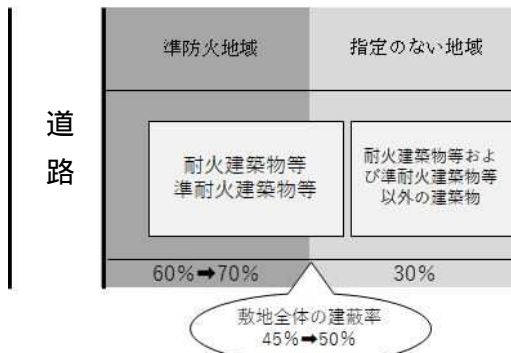 道
路
準防火地域
指定のない地域
耐火建築物等
準耐火建築物等
耐火建築物等およ
び準耐火建築物等
以外の建築物
60%➡70%
30%
敷地全体の建蔽率
45%➡50%